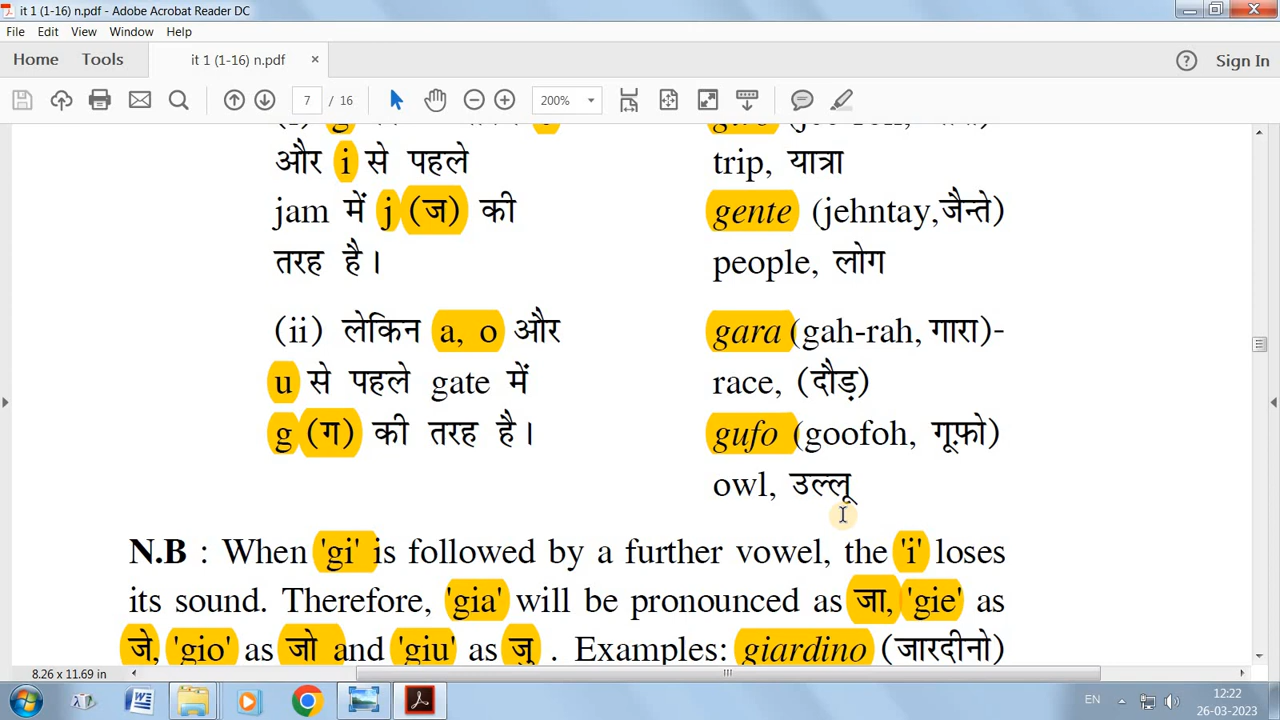 it 1 (1-16) n.pdf - Adobe Acrobat Reader DC
File Edit View Window Help
Home Tools it 1 (1-16) n.pdf × ? Sign In
7 / 16 200%
और i से पहले
jam में j (ज) की
तरह है।
trip, यात्रा
gente (jehntay,जैन्ते)
people, लोग
(ii) लेकिन a, o और
u से पहले gate में
g (ग) की तरह है।
gara (gah-rah, गारा)-
race, (दौड़)
gufo (goofoh, गूफ़ो)
owl, उल्लू
N.B : When 'gi' is followed by a further vowel, the 'i' loses
its sound. Therefore, 'gia' will be pronounced as जा, 'gie' as
जे, 'gio' as जो and 'giu' as जु . Examples: giardino (जारदीनो)
8.26 x 11.69 in
EN 12:22
26-03-2023